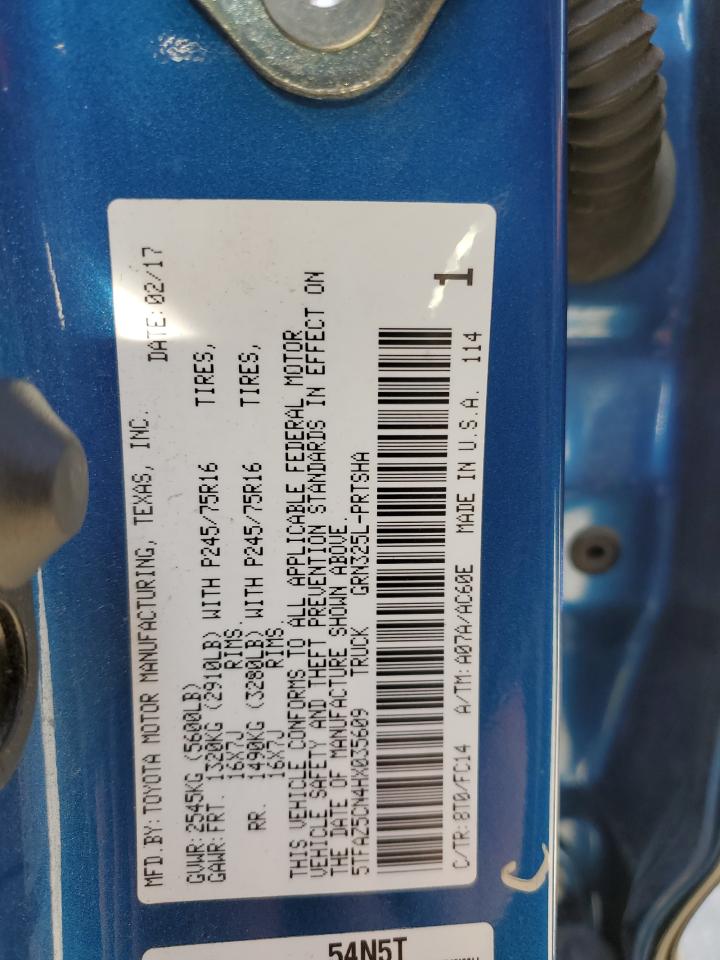 MFD.BY:TOYOTA MOTOR MANUFACTURING, TEXAS, INC. DATE:02/17
GVWR:2545KG (5600LB)
GAWR:FRT. 1320KG (2910LB) WITH P245/75R16 TIRES,
16X7J RIMS.
RR. 1490KG (3280LB) WITH P245/75R16 TIRES,
16X7J RIMS.
THIS VEHICLE CONFORMS TO ALL APPLICABLE FEDERAL MOTOR
VEHICLE SAFETY AND THEFT PREVENTION STANDARDS IN EFFECT ON
THE DATE OF MANUFACTURE SHOWN ABOVE.
5TFAZ5CN4HX035609 TRUCK GRN325L-PRTSHA
1
C/TR:8T0/FC14 A/TM:A07A/AC60E MADE IN U.S.A. 114
54N5T